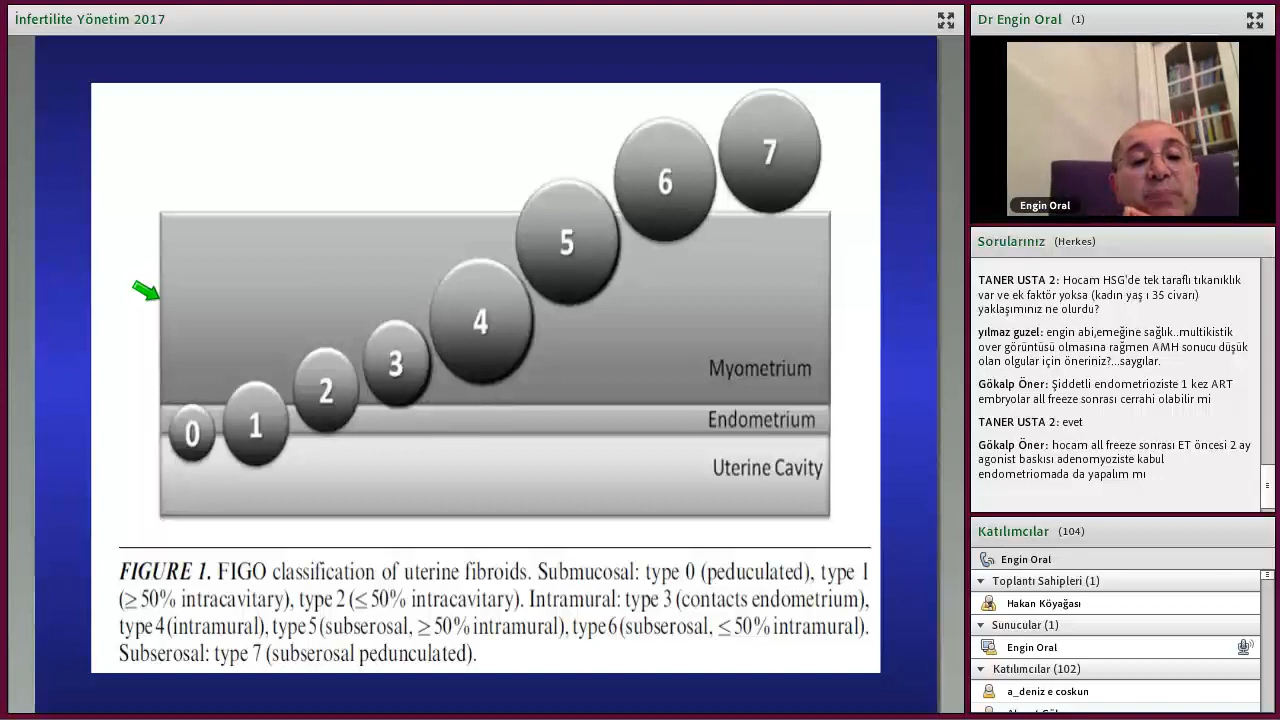 İnfertilite Yönetim 2017
7
6
5
4
3
2
1
0
Myometrium
Endometrium
Uterine Cavity
FIGURE 1. FIGO classification of uterine fibroids. Submucosal: type 0 (peduculated), type 1
(≥50% intracavitary), type 2 (≤50% intracavitary). Intramural: type 3 (contacts endometrium),
type 4 (intramural), type 5 (subserosal, ≥50% intramural), type 6 (subserosal, ≤50% intramural).
Subserosal: type 7 (subserosal pedunculated).
Dr Engin Oral (1)
Engin Oral
Sorularınız (Herkes)
TANER USTA 2: Hocam HSG'de tek taraflı tıkanıklık
var ve ek faktör yoksa (kadın yaş ı 35 civarı)
yaklaşımınız ne olurdu?
yılmaz guzel: engin abi,emeğine sağlık..multikistik
over görüntüsü olmasına rağmen AMH sonucu düşük
olan olgular için öneriniz?...saygılar.
Gökalp Öner: Şiddetli endometrioziste 1 kez ART
embryolar all freeze sonrası cerrahi olabilir mi
TANER USTA 2: evet
Gökalp Öner: hocam all freeze sonrası ET öncesi 2 ay
agonist baskısı adenomyoziste kabul
endometriomada da yapalım mı
Katılımcılar (104)
Engin Oral
Toplantı Sahipleri (1)
Hakan Köyağası
Sunucular (1)
Engin Oral
Katılımcılar (102)
a_deniz e coskun